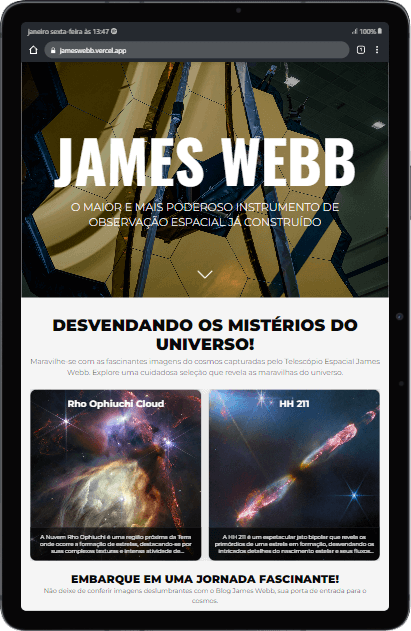 janeiro sexta-feira às 13:47
100%
jameswebb.vercel.app
1
JAMES WEBB
O MAIOR E MAIS PODEROSO INSTRUMENTO DE
OBSERVAÇÃO ESPACIAL JÁ CONSTRUÍDO
DESVENDANDO OS MISTÉRIOS DO
UNIVERSO!
Maravilhe-se com as fascinantes imagens do cosmos capturadas pelo Telescópio Espacial James
Webb. Explore uma cuidadosa seleção que revela as maravilhas do universo.
Rho Ophiuchi Cloud
A Nuvem Rho Ophiuchi é uma região próxima da Terra
onde ocorre a formação de estrelas, destacando-se por
suas complexas texturas e intensa atividade de...
HH 211
A HH 211 é um espetacular jato bipolar que revela os
primórdios de uma estrela em formação, desvendando os
intricados detalhes do nascimento estelar e seus fluxos...
EMBARQUE EM UMA JORNADA FASCINANTE!
Não deixe de conferir imagens deslumbrantes com o Blog James Webb, sua porta de entrada para o
cosmos.